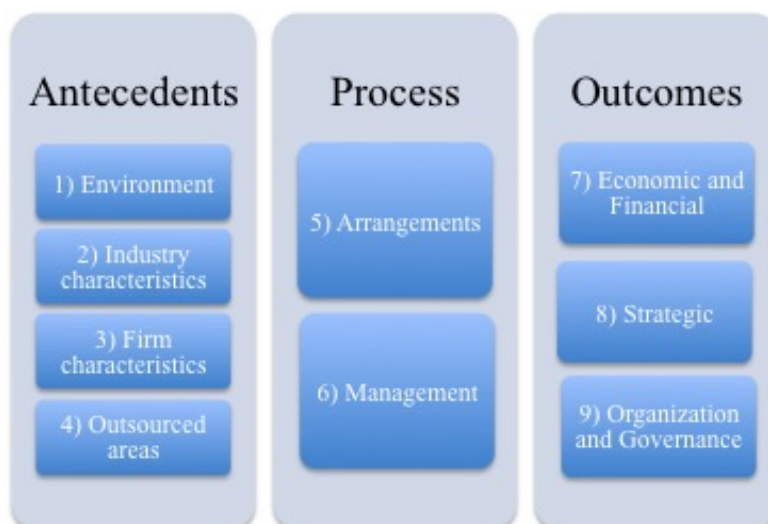 Antecedents
1) Environment
2) Industry
characteristics
3) Firm
characteristics
4) Outsourced
areas
Process
5) Arrangements
6) Management
Outcomes
7) Economic and
Financial
8) Strategic
9) Organization
and Governance